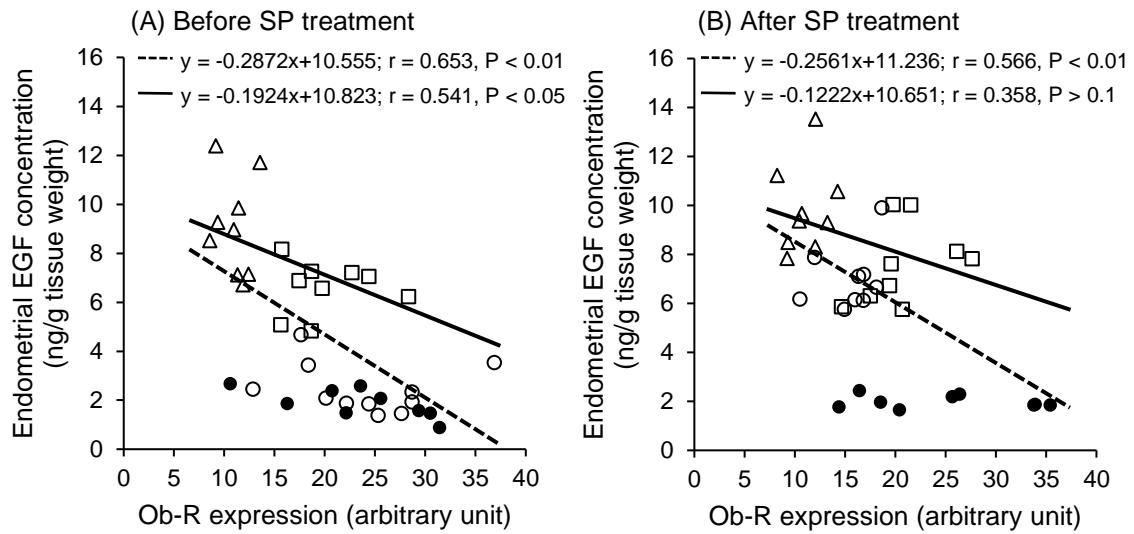 (A) Before SP treatment
Endometrial EGF concentration
(ng/g tissue weight)
16
14
12
10
8
6
4
2
0
y = -0.2872x+10.555; r = 0.653, P < 0.01
y = -0.1924x+10.823; r = 0.541, P < 0.05
0 5 10 15 20 25 30 35 40
Ob-R expression (arbitrary unit)
(B) After SP treatment
Endometrial EGF concentration
(ng/g tissue weight)
16
14
12
10
8
6
4
2
0
y = -0.2561x+11.236; r = 0.566, P < 0.01
y = -0.1222x+10.651; r = 0.358, P > 0.1
0 5 10 15 20 25 30 35 40
Ob-R expression (arbitrary unit)